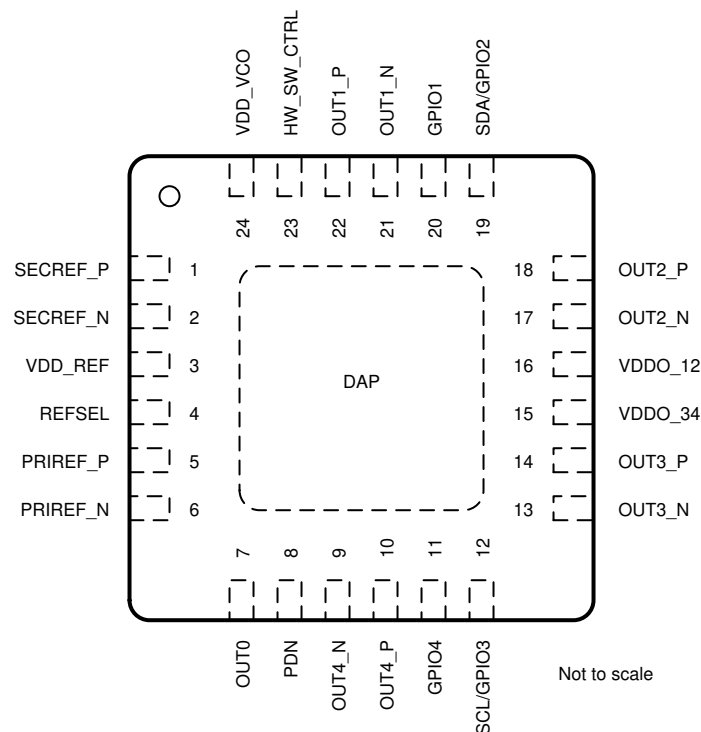 VDD_VCO
HW_SW_CTRL
OUT1_P
OUT1_N
GPIO1
SDA/GPIO2
24
23
22
21
20
19
SECREF_P 1
SECREF_N 2
VDD_REF 3
REFSEL 4
PRIREF_P 5
PRIREF_N 6
DAP
18 OUT2_P
17 OUT2_N
16 VDDO_12
15 VDDO_34
14 OUT3_P
13 OUT3_N
7
8
9
10
11
12
OUT0
PDN
OUT4_N
OUT4_P
GPIO4
SCL/GPIO3
Not to scale